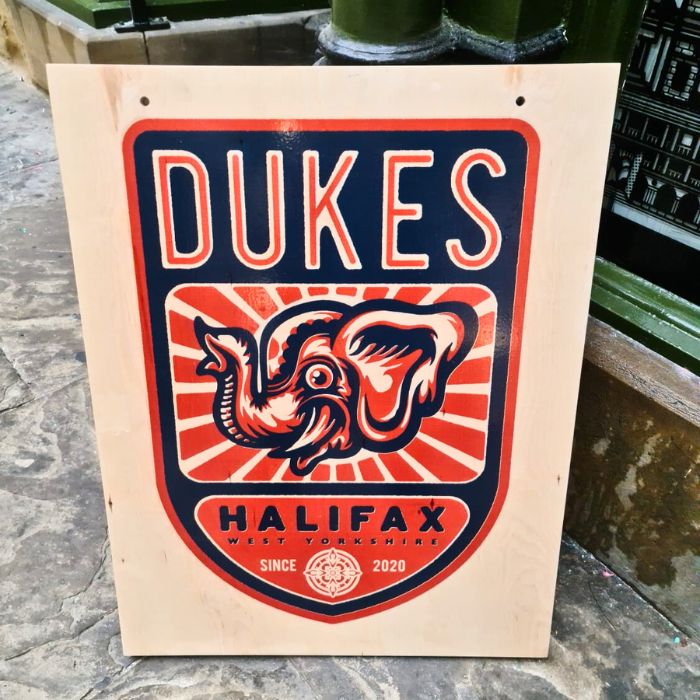 DUKES
HALIFAX
WEST YORKSHIRE
SINCE 2020